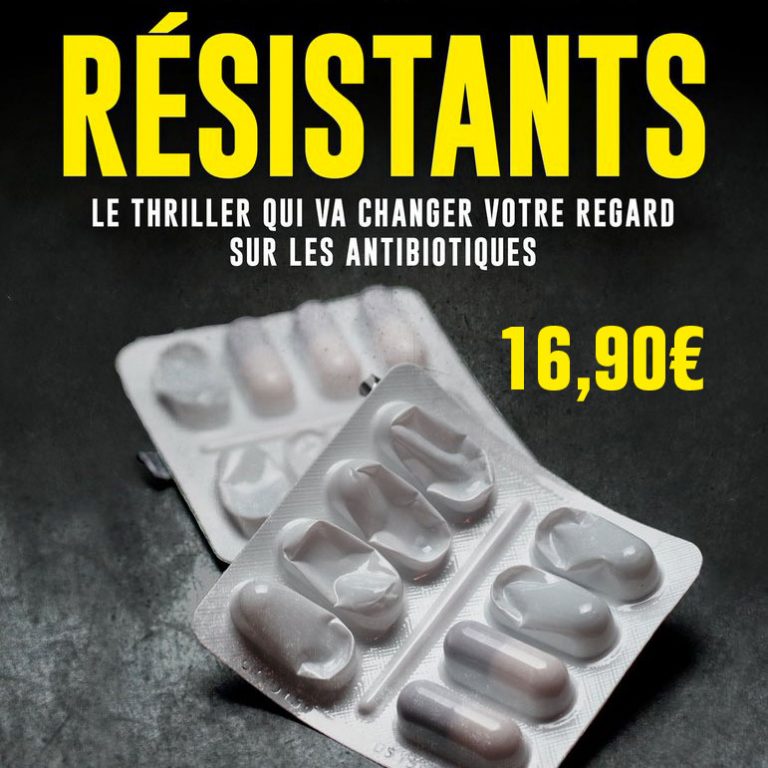 RÉSISTANTS
LE THRILLER QUI VA CHANGER VOTRE REGARD
SUR LES ANTIBIOTIQUES
16,90€